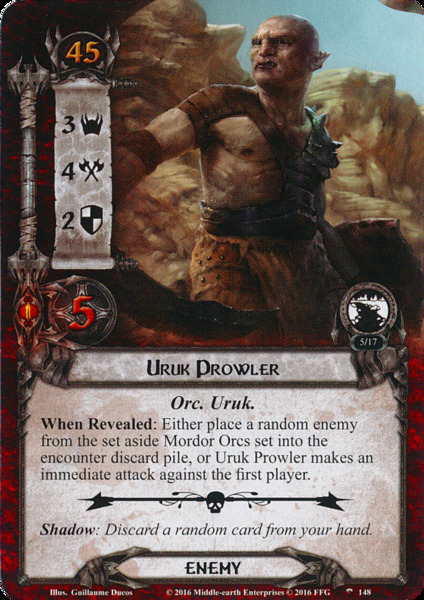 45
3
4
2
5
5/17
URUK PROWLER
Orc. Uruk.
When Revealed: Either place a random enemy
from the set aside Mordor Orcs set into the
encounter discard pile, or Uruk Prowler makes an
immediate attack against the first player.
Shadow: Discard a random card from your hand.
ENEMY
Illus. Guillaume Ducos © 2016 Middle-earth Enterprises © 2016 FFG 148